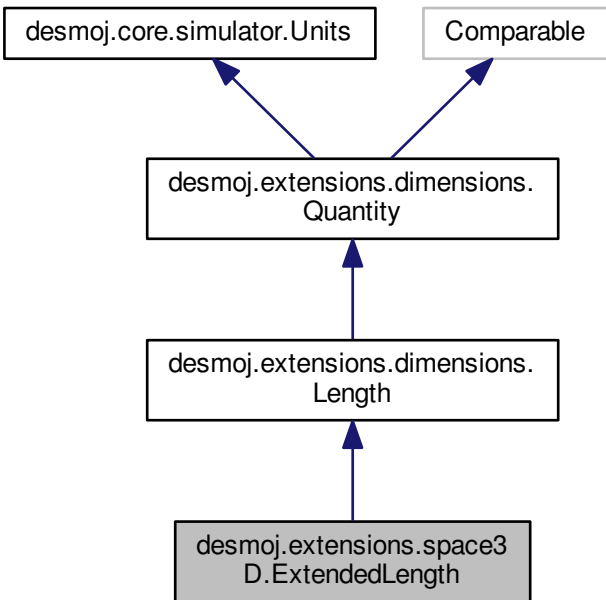 desmoj.core.simulator.Units
Comparable
desmoj.extensions.dimensions.
Quantity
desmoj.extensions.dimensions.
Length
desmoj.extensions.space3
D.ExtendedLength